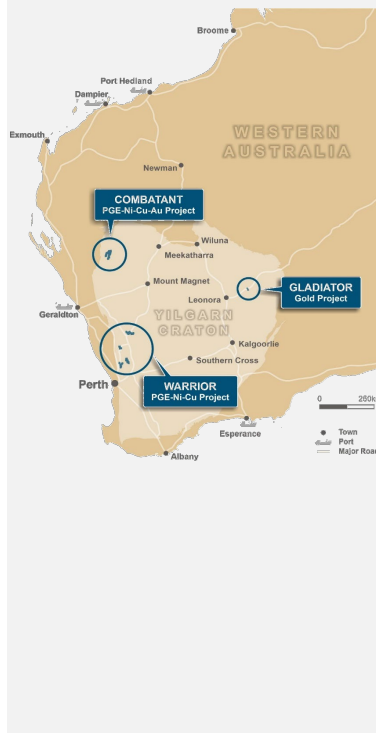 Broome
Port Hedland
Dampier
Exmouth
WESTERN
AUSTRALIA
Newman
COMBATANT
PGE-Ni-Cu-Au Project
Wiluna
Meekatharra
GLADIATOR
Gold Project
Mount Magnet
Leonora
Geraldton
YILGARN
CRATON
Kalgoorlie
Southern Cross
Perth
WARRIOR
PGE-Ni-Cu Project
Esperance
Albany
0
Town
Port
Major Road